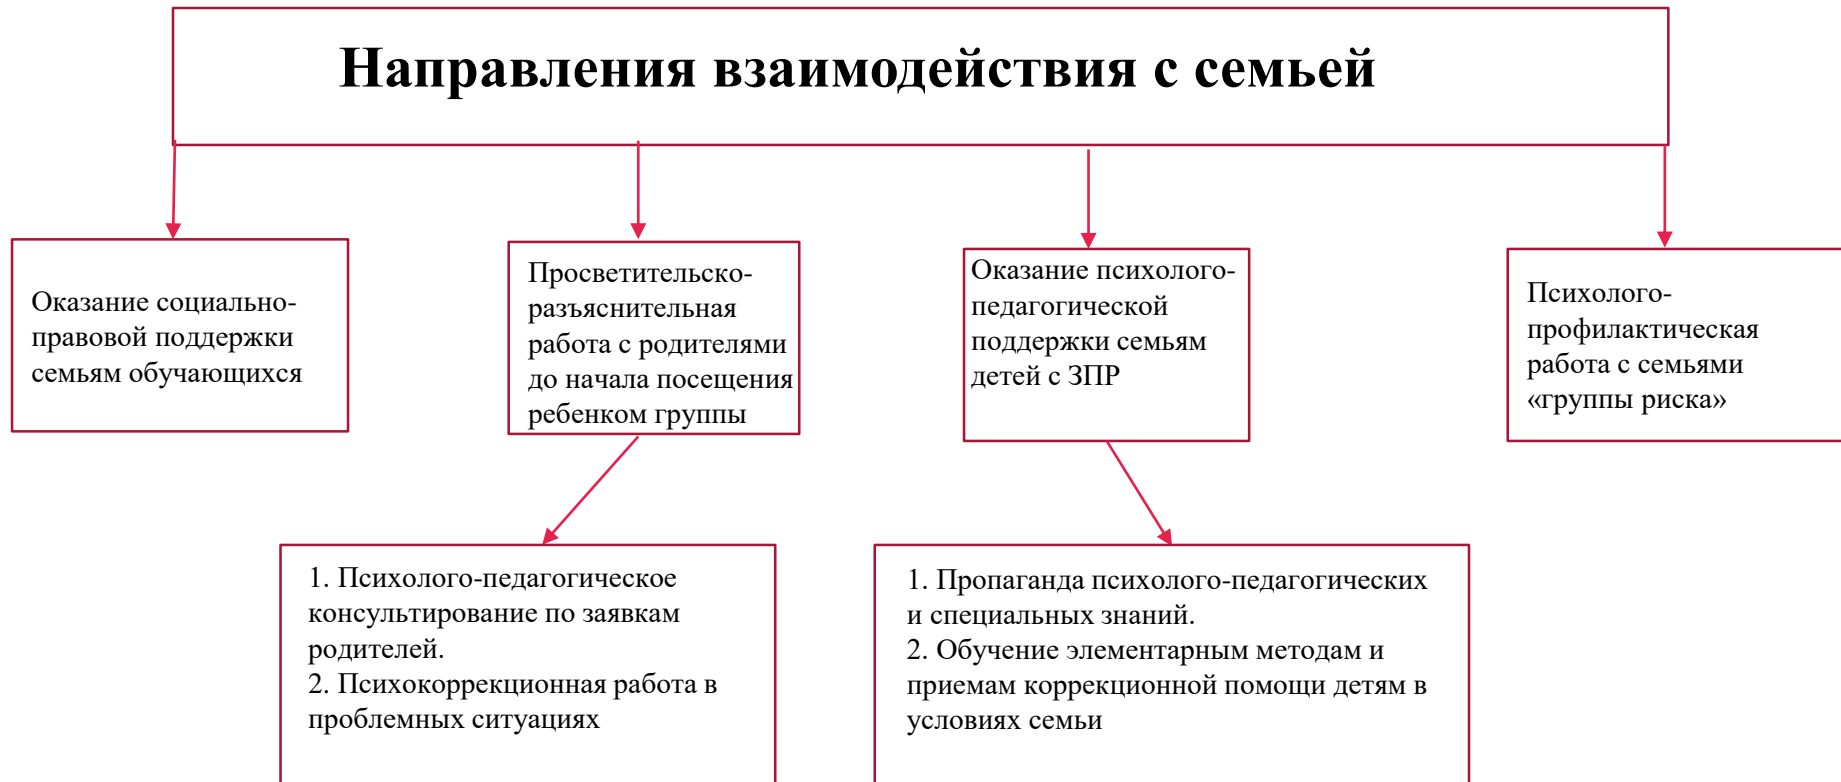 Направления взаимодействия с семьей
Оказание социально-
правовой поддержки
семьям обучающихся
Просветительско-
разъяснительная
работа с родителями
до начала посещения
ребенком группы
Оказание психолого-
педагогической
поддержки семьям
детей с ЗПР
Психолого-
профилактическая
работа с семьями
«группы риска»
1. Психолого-педагогическое
консультирование по заявкам
родителей.
2. Психокоррекционная работа в
проблемных ситуациях
1. Пропаганда психолого-педагогических
и специальных знаний.
2. Обучение элементарным методам и
приемам коррекционной помощи детям в
условиях семьи